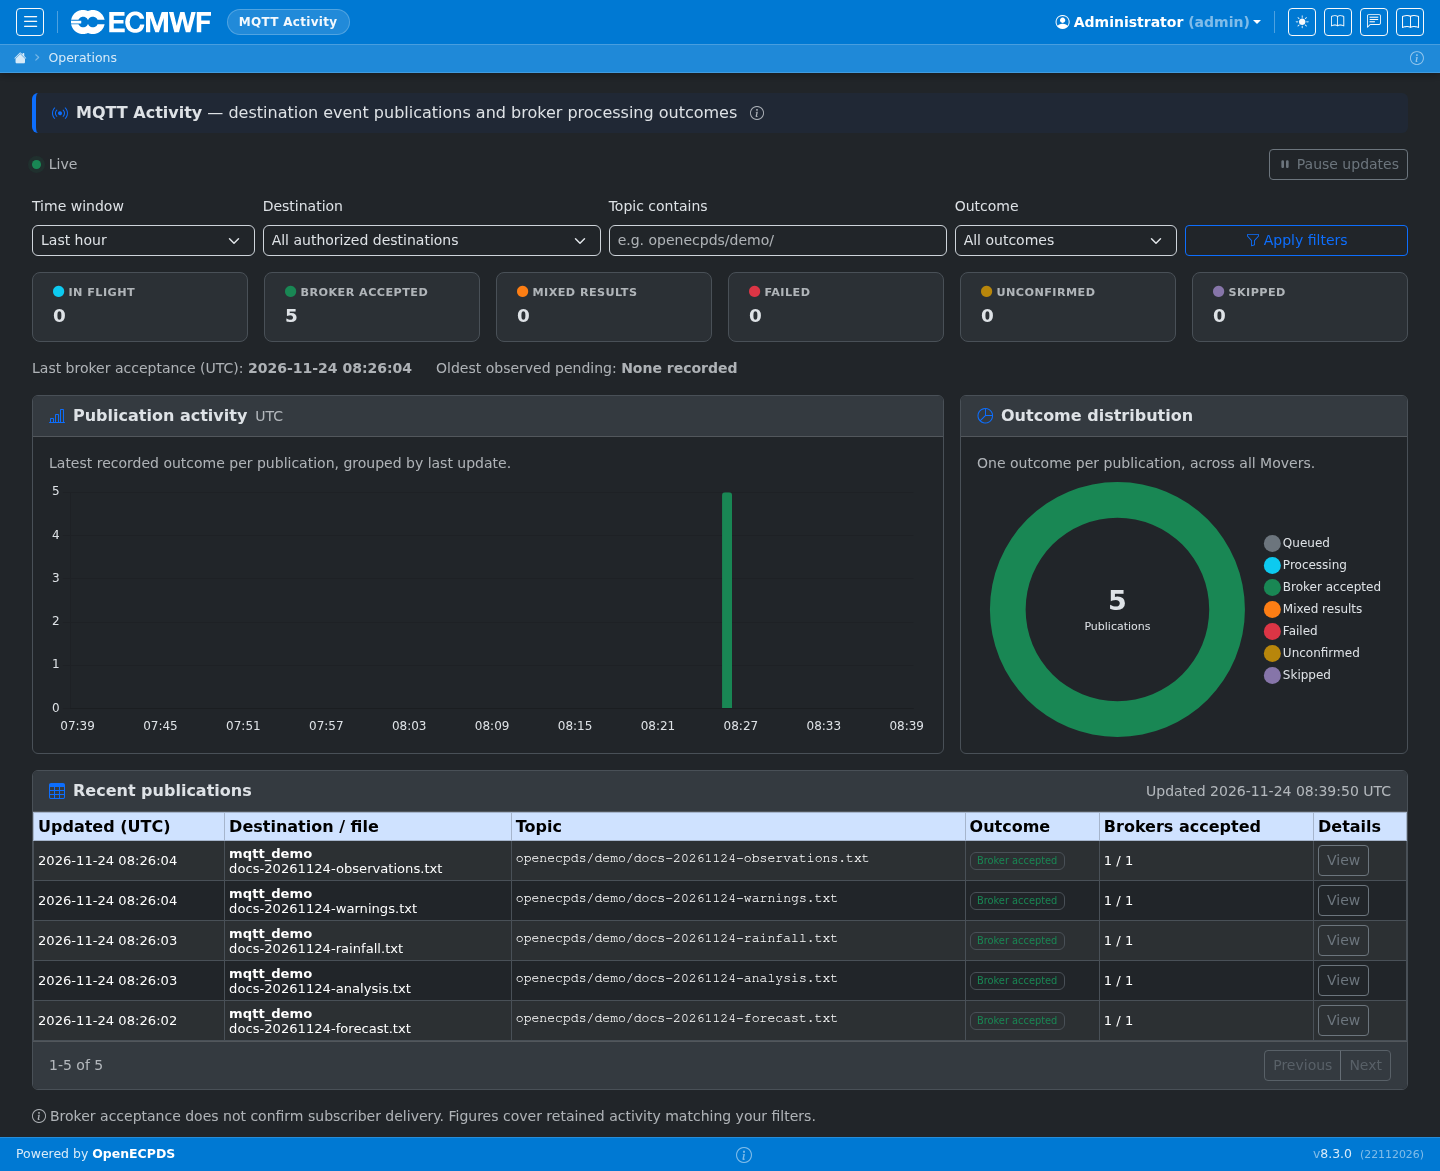 ECMWF MQTT Activity Administrator (admin)
Operations
MQTT Activity — destination event publications and broker processing outcomes
Live Pause updates
Time window Destination Topic contains Outcome
Last hour All authorized destinations e.g. openecpds/demo/ All outcomes Apply filters
IN FLIGHT BROKER ACCEPTED MIXED RESULTS FAILED UNCONFIRMED SKIPPED
0 5 0 0 0 0
Last broker acceptance (UTC): 2026-11-24 08:26:04 Oldest observed pending: None recorded
Publication activity UTC
Latest recorded outcome per publication, grouped by last update.
5
4
3
2
1
0
07:39 07:45 07:51 07:57 08:03 08:09 08:15 08:21 08:27 08:33 08:39
Outcome distribution
One outcome per publication, across all Movers.
5
Publications
Queued
Processing
Broker accepted
Mixed results
Failed
Unconfirmed
Skipped
Recent publications Updated 2026-11-24 08:39:50 UTC
Updated (UTC) Destination / file Topic Outcome Brokers accepted Details
2026-11-24 08:26:04 mqtt_demo openecpds/demo/docs-20261124-observations.txt Broker accepted 1 / 1 View
docs-20261124-observations.txt
2026-11-24 08:26:04 mqtt_demo openecpds/demo/docs-20261124-warnings.txt Broker accepted 1 / 1 View
docs-20261124-warnings.txt
2026-11-24 08:26:03 mqtt_demo openecpds/demo/docs-20261124-rainfall.txt Broker accepted 1 / 1 View
docs-20261124-rainfall.txt
2026-11-24 08:26:03 mqtt_demo openecpds/demo/docs-20261124-analysis.txt Broker accepted 1 / 1 View
docs-20261124-analysis.txt
2026-11-24 08:26:02 mqtt_demo openecpds/demo/docs-20261124-forecast.txt Broker accepted 1 / 1 View
docs-20261124-forecast.txt
1-5 of 5 Previous Next
Broker acceptance does not confirm subscriber delivery. Figures cover retained activity matching your filters.
Powered by OpenECPDS v8.3.0 (22112026)